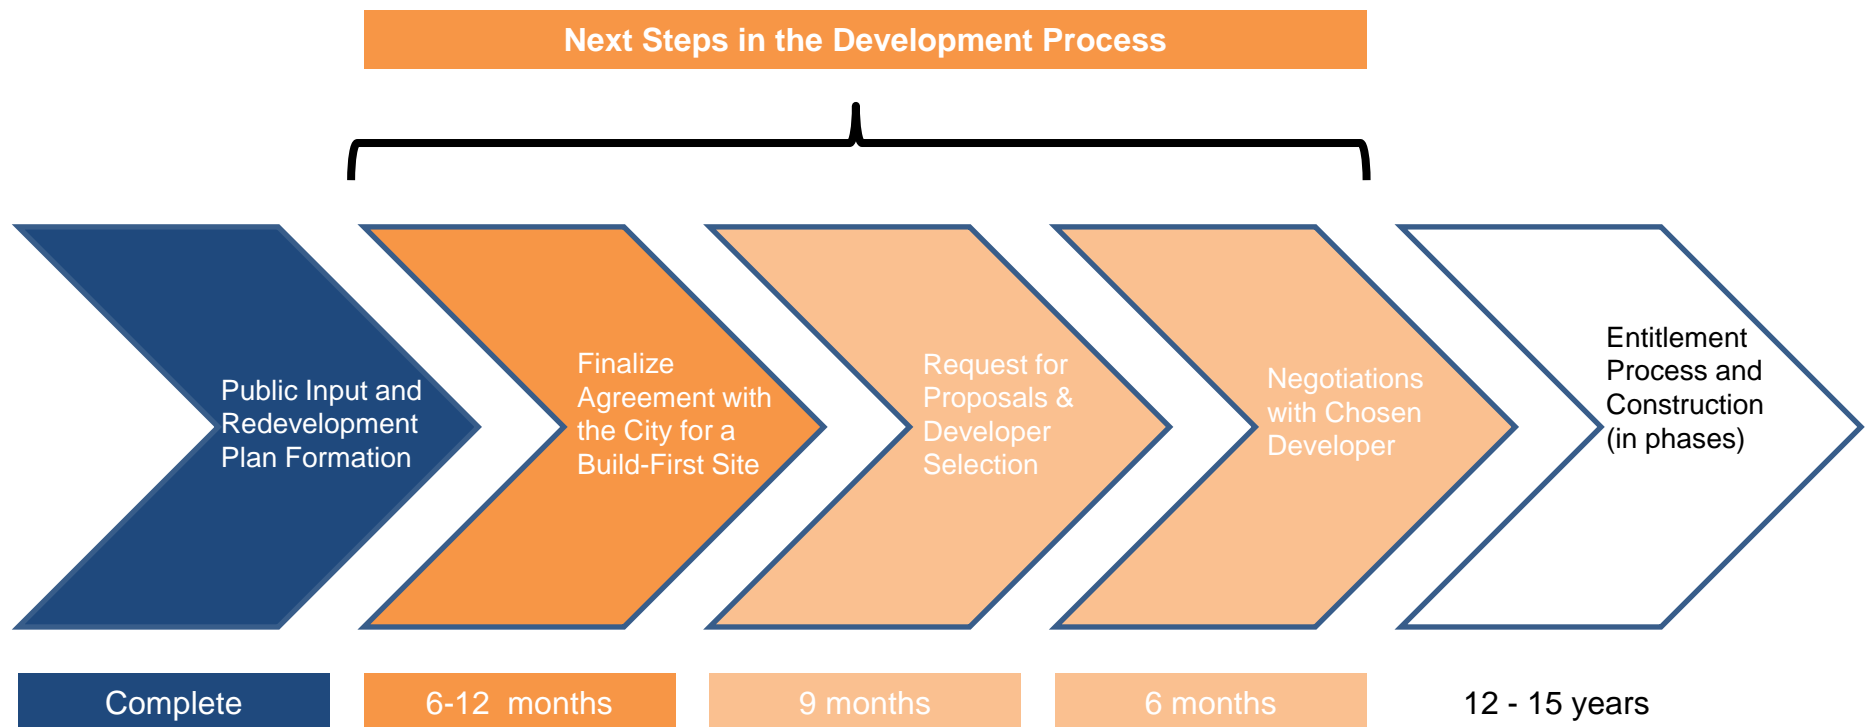 Next Steps in the Development Process
Public Input and
Redevelopment
Plan Formation
Finalize
Agreement with
the City for a
Build-First Site
Request for
Proposals &
Developer
Selection
Negotiations
with Chosen
Developer
Entitlement
Process and
Construction
(in phases)
Complete
6-12 months
9 months
6 months
12 - 15 years